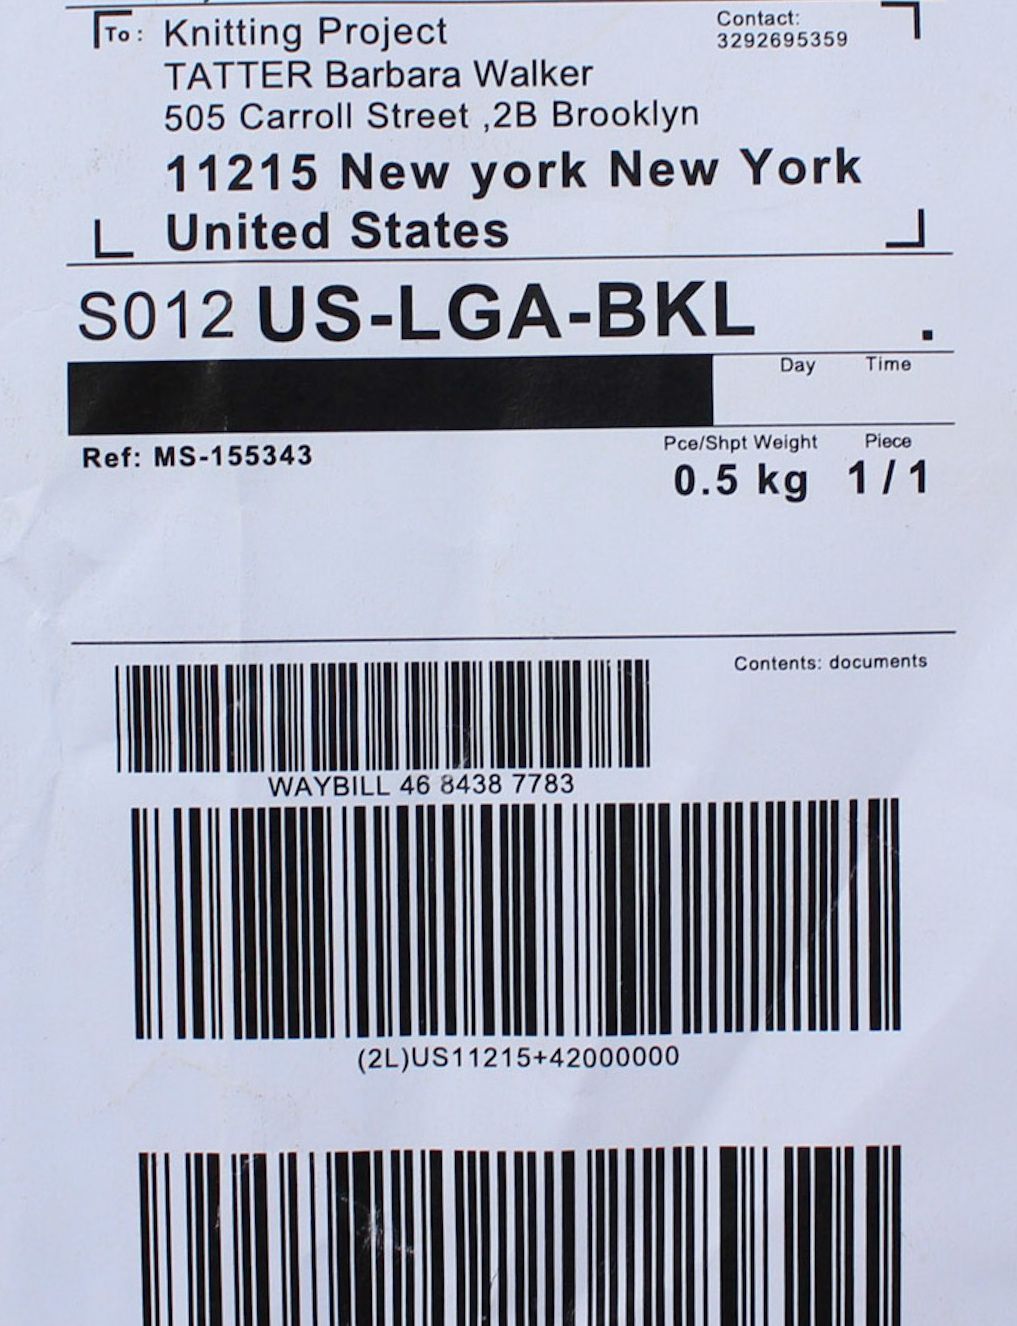 To: Knitting Project
Contact:
3292695359
TATTER Barbara Walker
505 Carroll Street ,2B Brooklyn
11215 New york New York
United States
S012 US-LGA-BKL .
Day Time
Ref: MS-155343
Pce/Shpt Weight Piece
0.5 kg 1/1
Contents: documents
WAYBILL 46 8438 7783
(2L)US11215+42000000